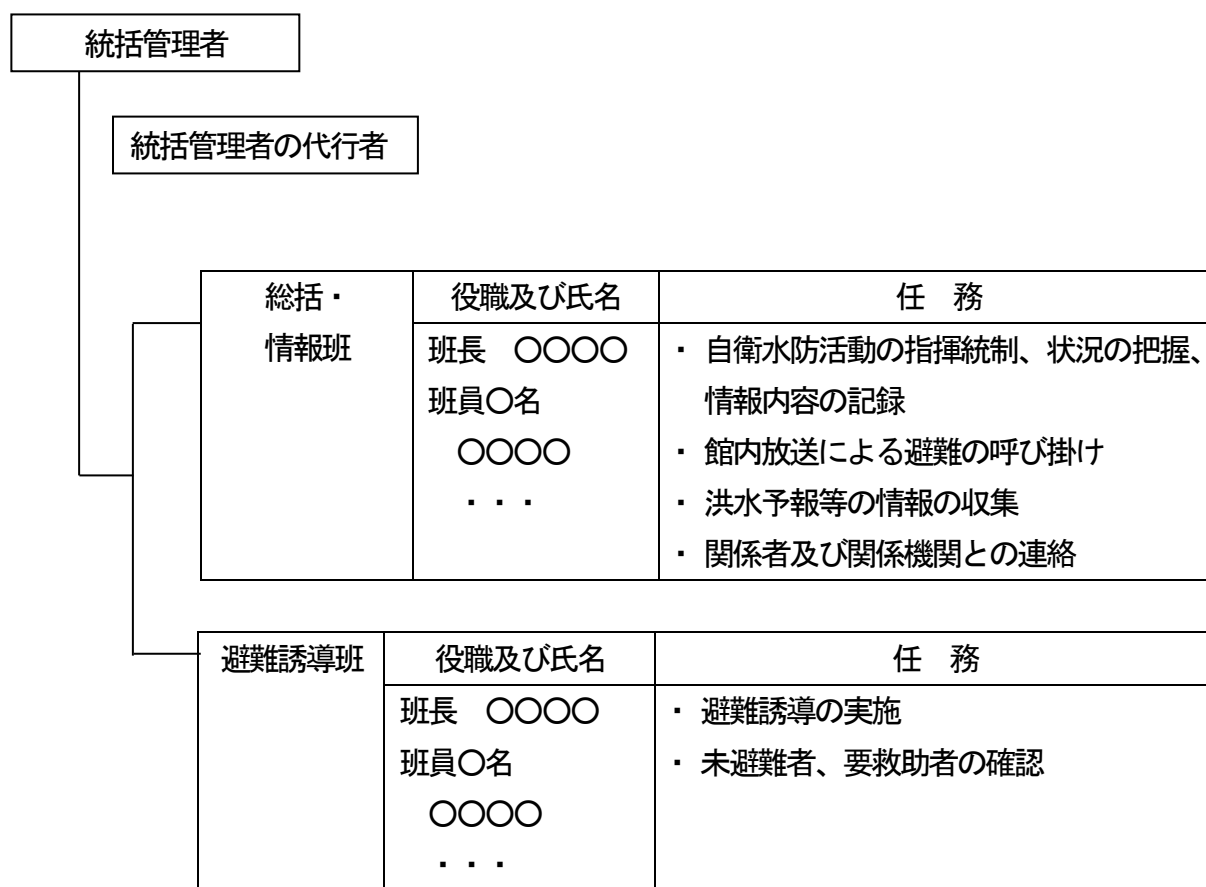 統括管理者
統括管理者の代行者
総括・
情報班
役職及び氏名
任 務
班長 〇〇〇〇
班員〇名
〇〇〇〇
・・・
・ 自衛水防活動の指揮統制、状況の把握、
情報内容の記録
・ 館内放送による避難の呼び掛け
・ 洪水予報等の情報の収集
・ 関係者及び関係機関との連絡
避難誘導班
役職及び氏名
任 務
班長 〇〇〇〇
班員〇名
〇〇〇〇
・・・
・ 避難誘導の実施
・ 未避難者、要救助者の確認